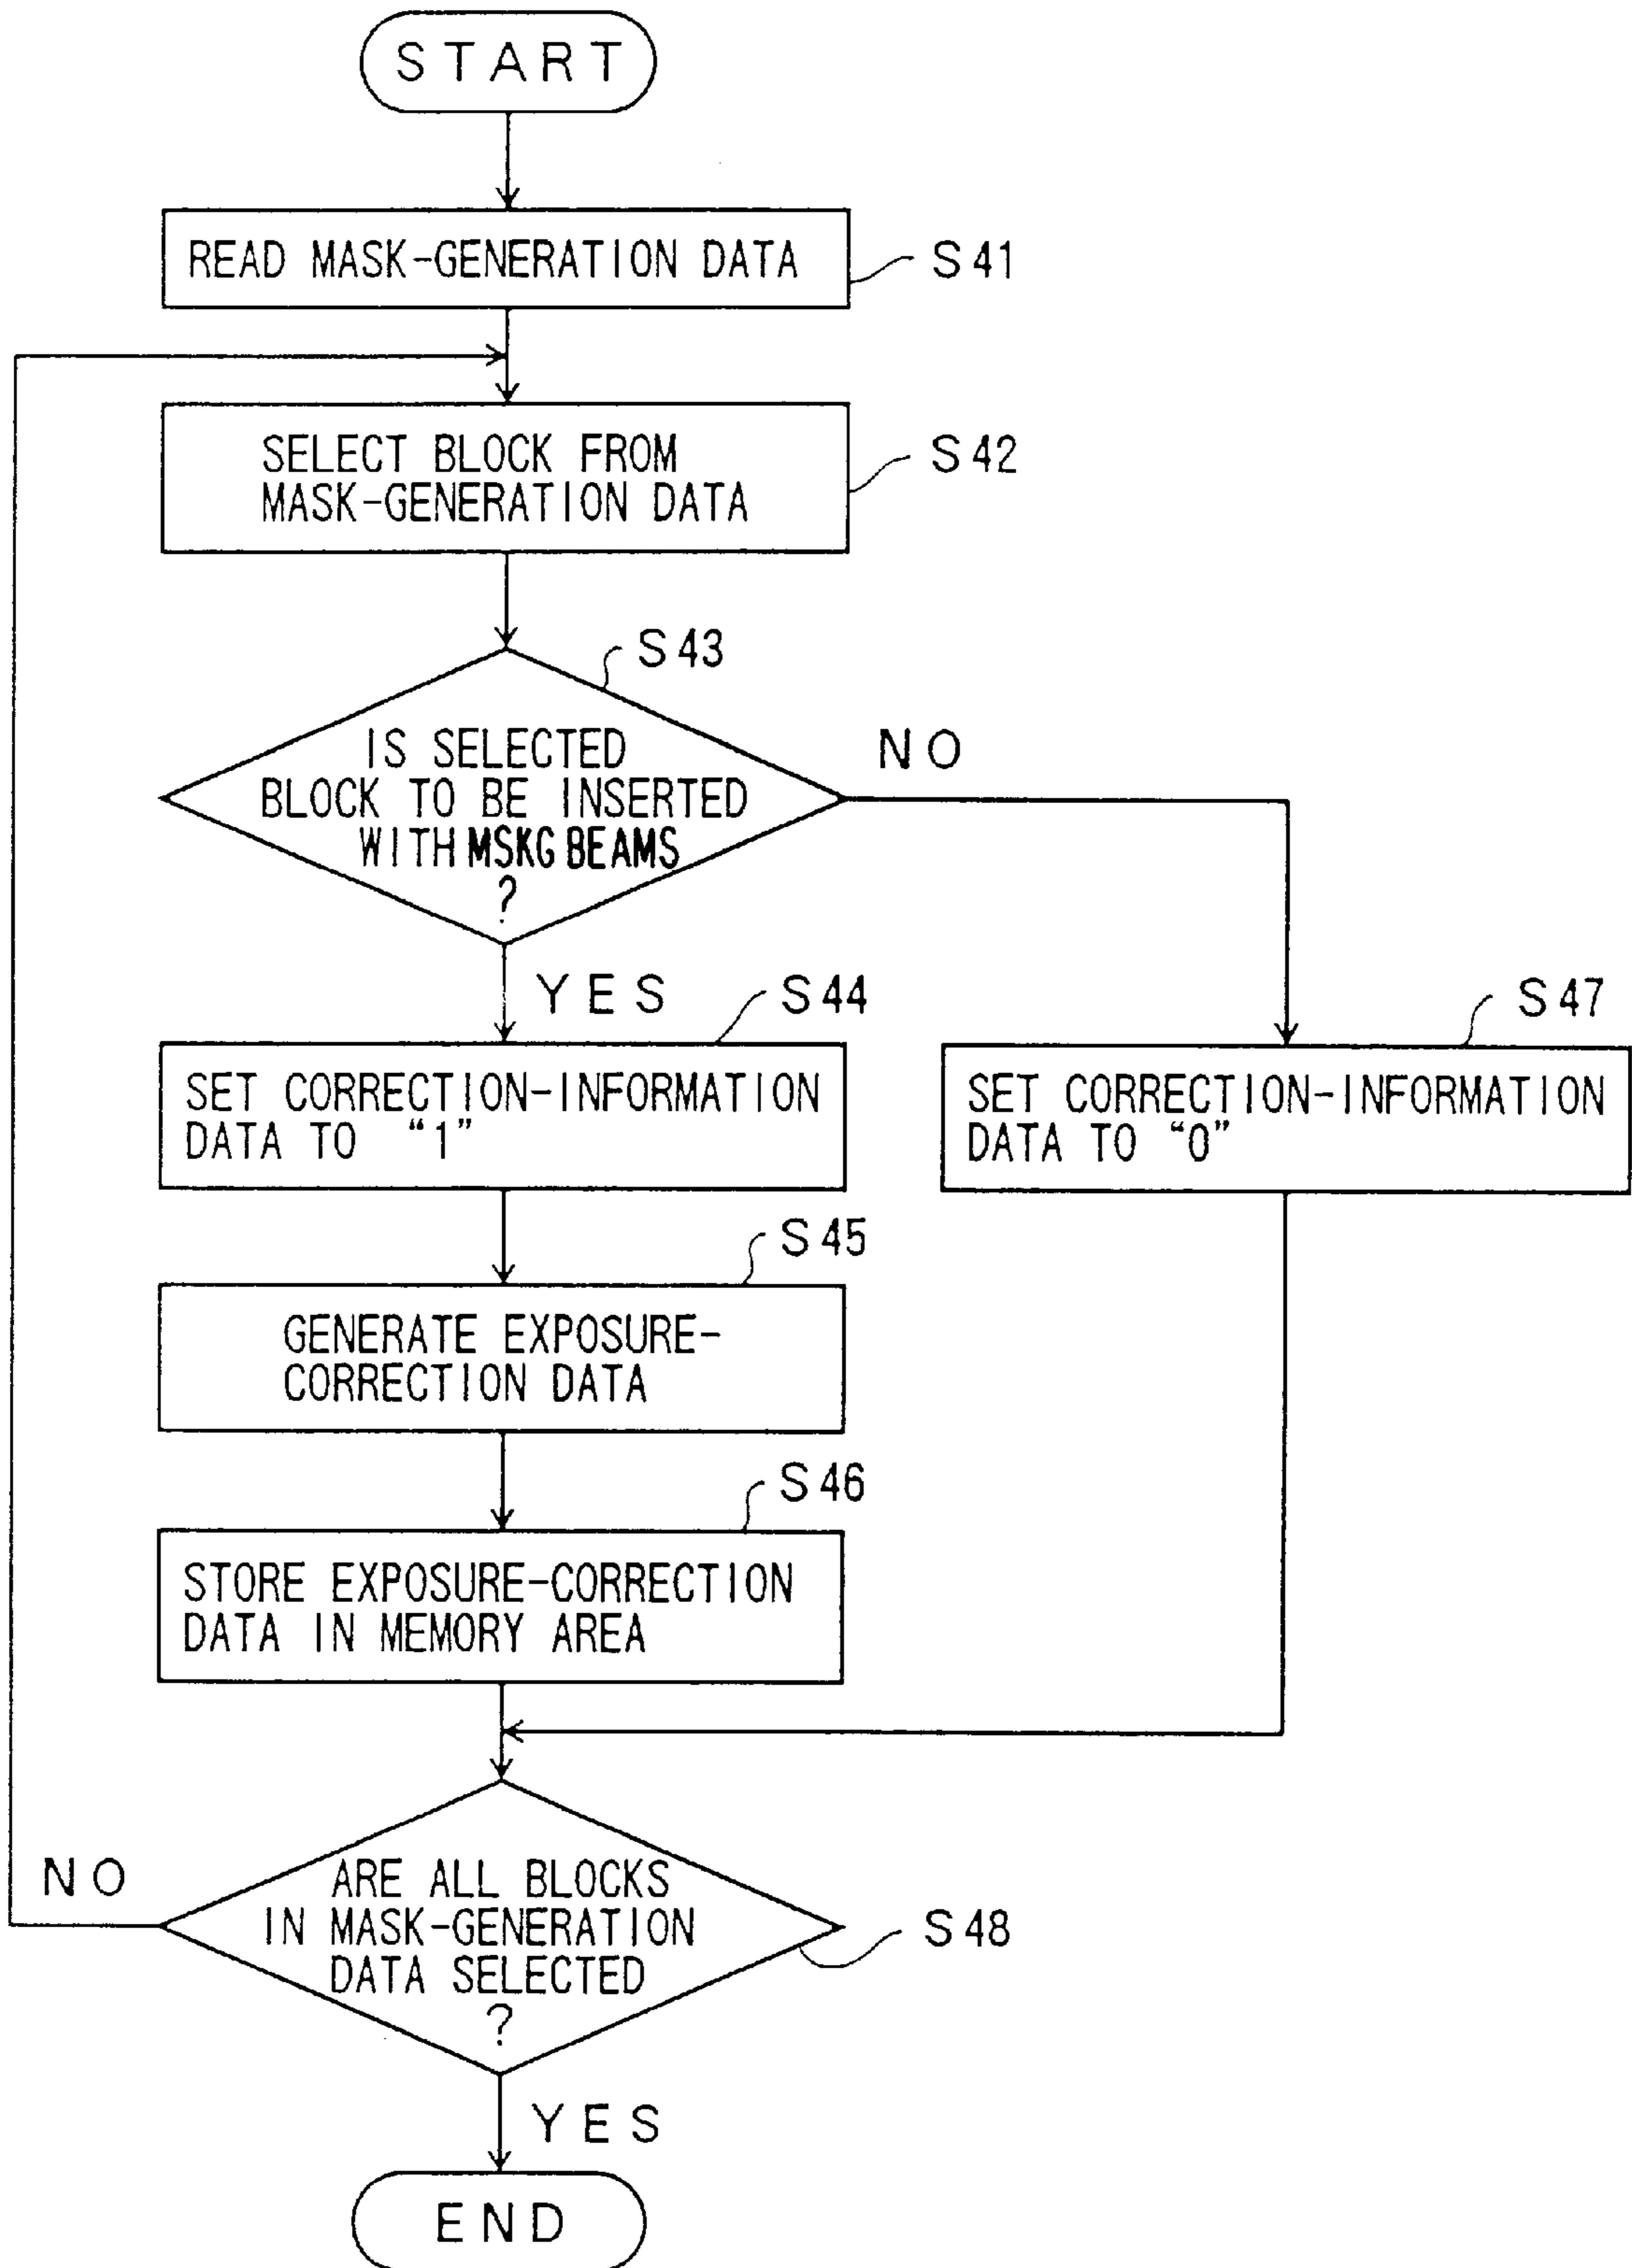 START
READ MASK-GENERATION DATA
S41
SELECT BLOCK FROM
MASK-GENERATION DATA
S42
S43
IS SELECTED
BLOCK TO BE INSERTED
WITH MSKG BEAMS
?
NO
YES
S44
SET CORRECTION-INFORMATION
DATA TO "1"
S47
SET CORRECTION-INFORMATION
DATA TO "0"
S45
GENERATE EXPOSURE-
CORRECTION DATA
S46
STORE EXPOSURE-CORRECTION
DATA IN MEMORY AREA
NO
ARE ALL BLOCKS
IN MASK-GENERATION
DATA SELECTED
?
S48
YES
END